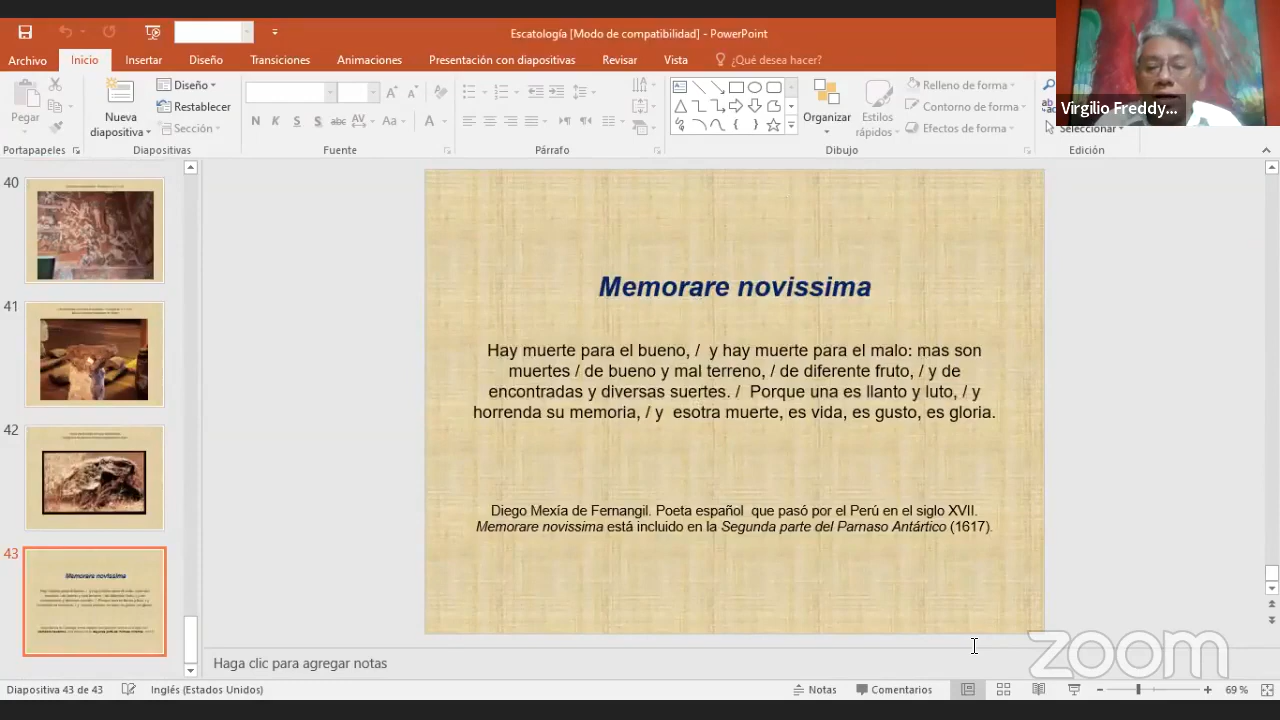 Escatología [Modo de compatibilidad] - PowerPoint
Archivo Inicio Insertar Diseño Transiciones Animaciones Presentación con diapositivas Revisar Vista ¿Qué desea hacer?
Virgilio Freddy...
Pegar
Nueva diapositiva
Diseño
Restablecer
Sección
N K S S abc AV Aa A
Organizar
Estilos rápidos
Relleno de forma
Contorno de forma
Efectos de forma
Seleccionar
Portapapeles Diapositivas Fuente Párrafo Dibujo Edición
40
41
42
43
Memorare novissima
Hay muerte para el bueno, / y hay muerte para el malo: mas son
muertes / de bueno y mal terreno, / de diferente fruto, / y de
encontradas y diversas suertes. / Porque una es llanto y luto, / y
horrenda su memoria, / y esotra muerte, es vida, es gusto, es gloria.
Diego Mexía de Fernangil. Poeta español que pasó por el Perú en el siglo XVII.
Memorare novissima está incluido en la Segunda parte del Parnaso Antártico (1617).
Memorare novissima
Haga clic para agregar notas
zoom
Diapositiva 43 de 43 Inglés (Estados Unidos) Notas Comentarios 69 %